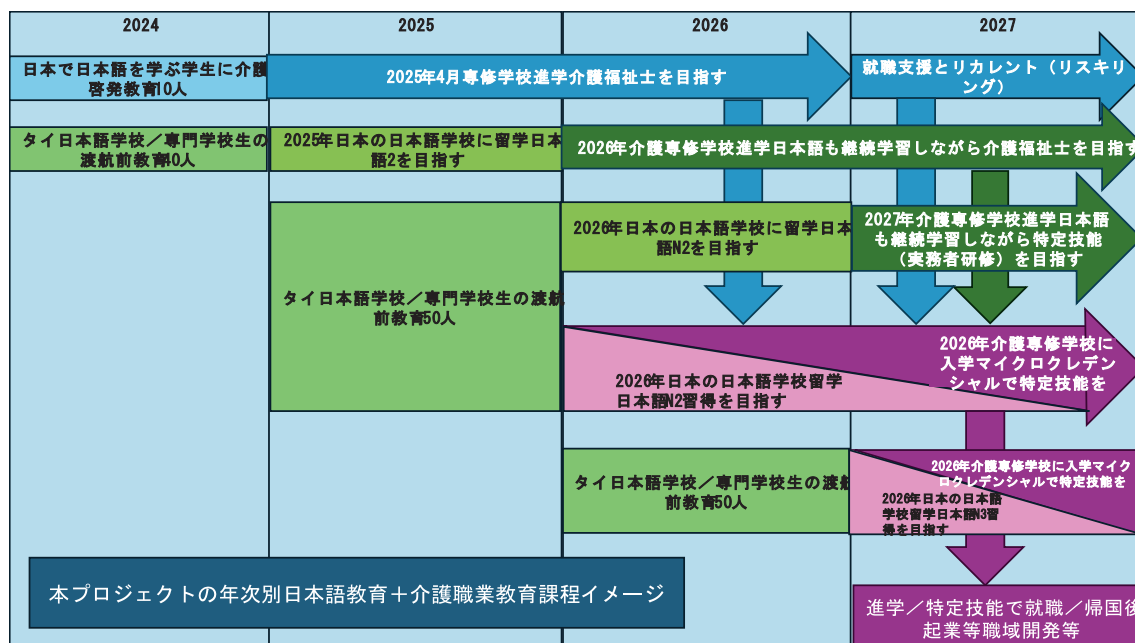 2024
2025
2026
2027
日本で日本語を学ぶ学生に介護
啓発教育10人
2025年4月専修学校進学介護福祉士を目指す
就職支援とリカレント（リスキリ
ング）
タイ日本語学校／専門学校生の
渡航前教育40人
2025年日本の日本語学校に留学日本
語2を目指す
2026年介護専修学校進学日本語も継続学習しながら介護福祉士を目指す
タイ日本語学校／専門学校生の渡航
前教育50人
2026年日本の日本語学校に留学日本
語N2を目指す
2027年介護専修学校進学日本語
も継続学習しながら特定技能
（実務者研修）を目指す
2026年介護専修学校に
入学マイクロクレデン
シャルで特定技能を
2026年日本の日本語学校留学
日本語N2習得を目指す
タイ日本語学校／専門学校生の渡航
前教育50人
2026年介護専修学校に入学マイク
ロクレデンシャルで特定技能を
2026年日本の日本語
学校留学日本語N3習
得を目指す
本プロジェクトの年次別日本語教育＋介護職業教育課程イメージ
進学／特定技能で就職／帰国後
起業等職域開発等